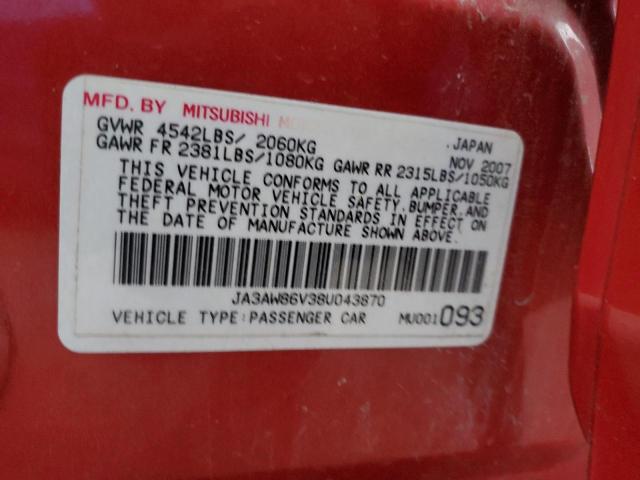 MFD. BY MITSUBISHI
GVWR 4542LBS/ 2060KG
GAWR FR 2381LBS/1080KG GAWR RR 2315LBS/1050KG
, JAPAN
NOV 2007
THIS VEHICLE CONFORMS TO ALL APPLICABLE
FEDERAL MOTOR VEHICLE SAFETY, BUMPER, AND
THEFT PREVENTION STANDARDS IN EFFECT ON
THE DATE OF MANUFACTURE SHOWN ABOVE.
JA3AW86V38U043870
VEHICLE TYPE:PASSENGER CAR MU001093